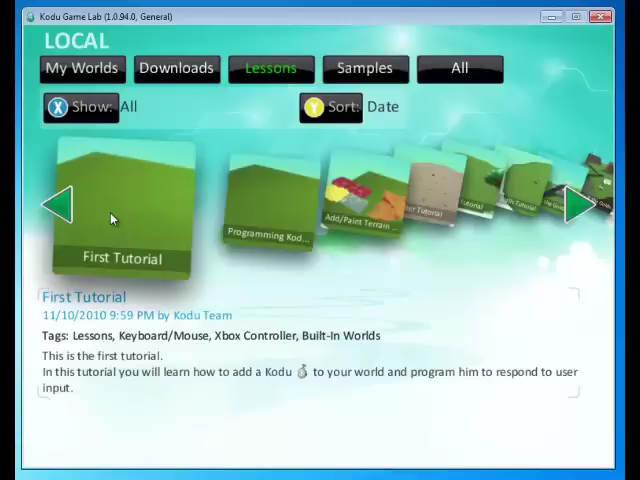 Kodu Game Lab (1.0.94.0, General)
LOCAL
My Worlds Downloads Lessons Samples All
X Show: All Y Sort: Date
First Tutorial
Programming Kod...
Add/Paint Terrain ...
Tutorial
First Tutorial
11/10/2010 9:59 PM by Kodu Team
Tags: Lessons, Keyboard/Mouse, Xbox Controller, Built-In Worlds
This is the first tutorial.
In this tutorial you will learn how to add a Kodu to your world and program him to respond to user
input.